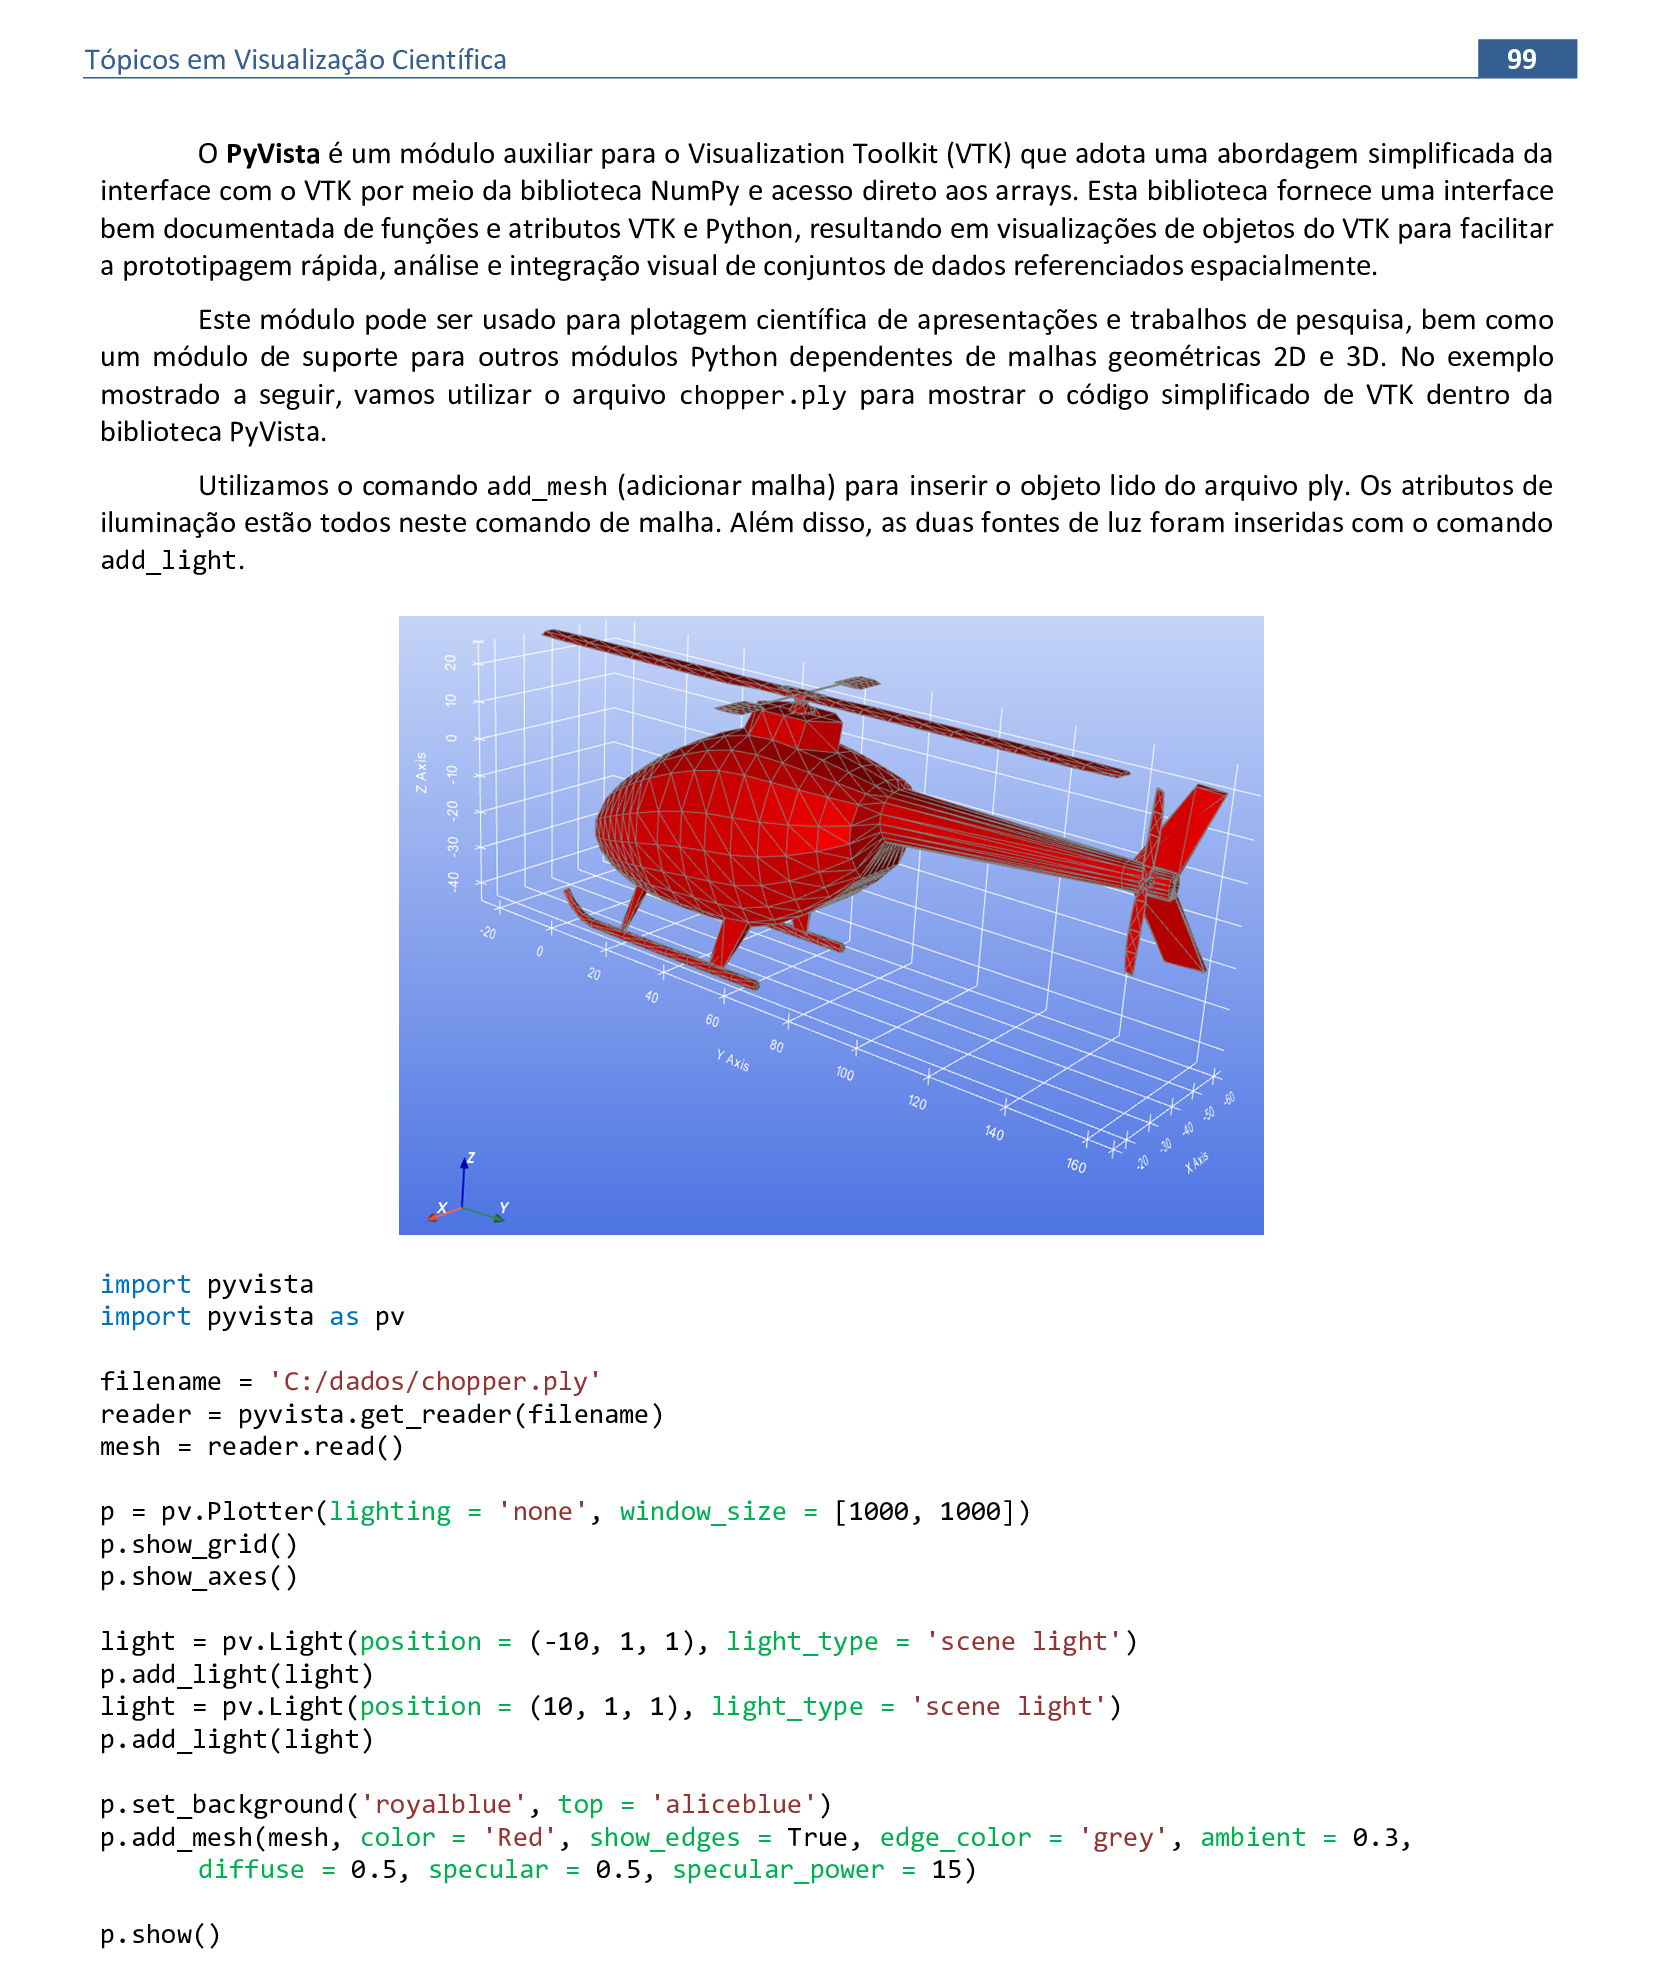 Tópicos em Visualização Científica
99
O PyVista é um módulo auxiliar para o Visualization Toolkit (VTK) que adota uma abordagem simplificada da
interface com o VTK por meio da biblioteca NumPy e acesso direto aos arrays. Esta biblioteca fornece uma interface
bem documentada de funções e atributos VTK e Python, resultando em visualizações de objetos do VTK para facilitar
a prototipagem rápida, análise e integração visual de conjuntos de dados referenciados espacialmente.
Este módulo pode ser usado para plotagem científica de apresentações e trabalhos de pesquisa, bem como
um módulo de suporte para outros módulos Python dependentes de malhas geométricas 2D e 3D. No exemplo
mostrado a seguir, vamos utilizar o arquivo chopper.ply para mostrar o código simplificado de VTK dentro da
biblioteca PyVista.
Utilizamos o comando add_mesh (adicionar malha) para inserir o objeto lido do arquivo ply. Os atributos de
iluminação estão todos neste comando de malha. Além disso, as duas fontes de luz foram inseridas com o comando
add_light.
20
10
0
-10
-20
-30
-40
Z Axis
-20
0
20
40
60
80
100
120
140
160
Y Axis
-20
-30
-40
-50
-60
X Axis
Z
X
Y
import pyvista
import pyvista as pv
filename = 'C:/dados/chopper.ply'
reader = pyvista.get_reader(filename)
mesh = reader.read()
p = pv.Plotter(lighting = 'none', window_size = [1000, 1000])
p.show_grid()
p.show_axes()
light = pv.Light(position = (-10, 1, 1), light_type = 'scene light')
p.add_light(light)
light = pv.Light(position = (10, 1, 1), light_type = 'scene light')
p.add_light(light)
p.set_background('royalblue', top = 'aliceblue')
p.add_mesh(mesh, color = 'Red', show_edges = True, edge_color = 'grey', ambient = 0.3,
diffuse = 0.5, specular = 0.5, specular_power = 15)
p.show()